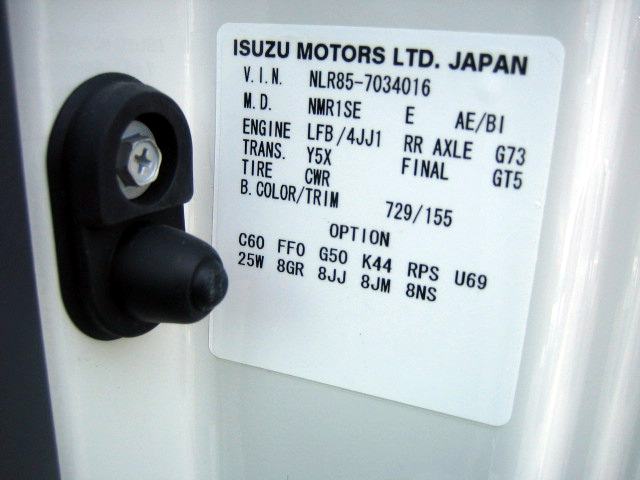 ISUZU MOTORS LTD. JAPAN
V.I.N. NLR85-7034016
M.D. NMR1SE E AE/BI
ENGINE LFB/4JJ1 RR AXLE G73
TRANS. Y5X FINAL GT5
TIRE CWR
B.COLOR/TRIM 729/155
OPTION
C60 FFO G50 K44 RPS U69
25W 8GR 8JJ 8JM 8NS